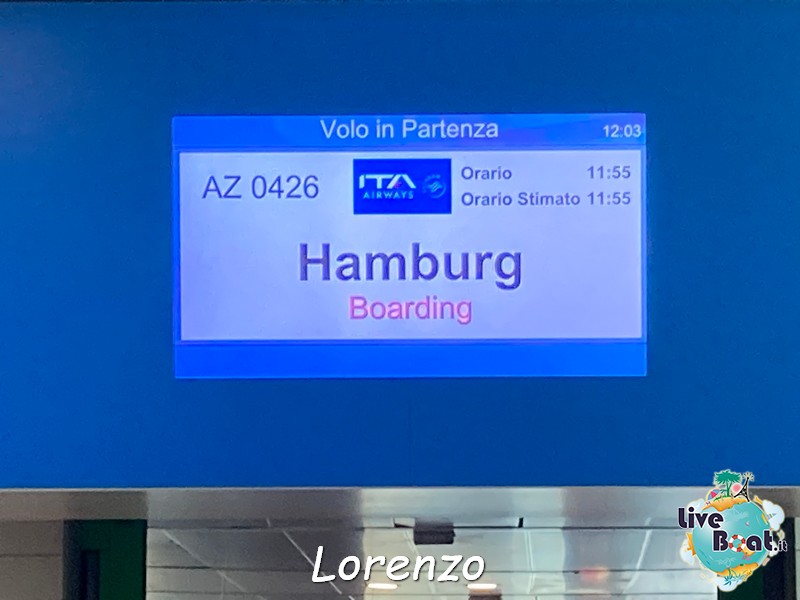 Volo in Partenza 12:03
AZ 0426
ITA
AIRWAYS
Orario 11:55
Orario Stimato 11:55
Hamburg
Boarding
Live
Boat.it
Lorenzo